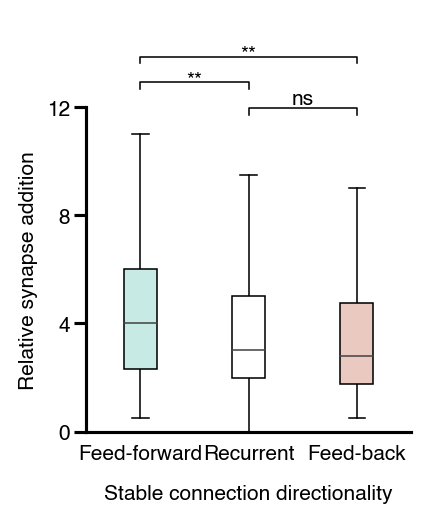 **
**
ns
12
8
4
0
Relative synapse addition
Feed-forward Recurrent Feed-back
Stable connection directionality